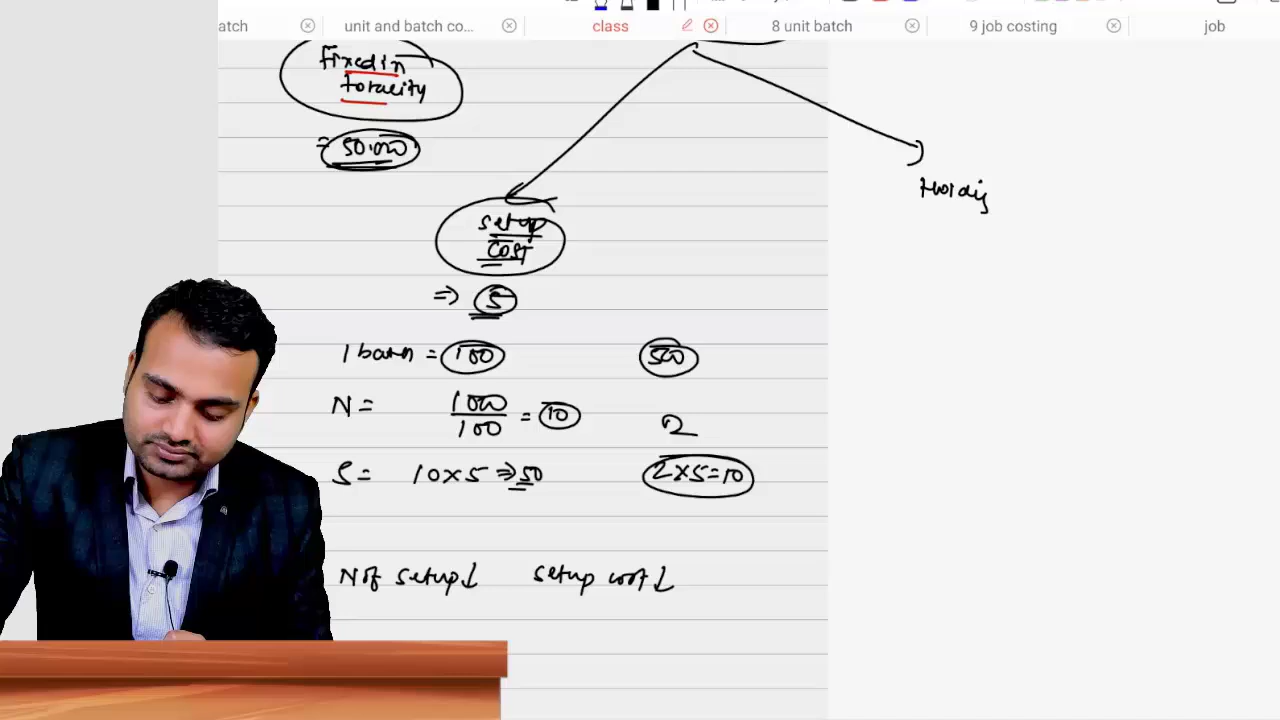 atch
unit and batch co...
class
8 unit batch
9 job costing
job
fixed in
totality
= 50,000
setup
cost
⇒ 5
Holdig
1 batch = 100 500
N = 1000/100 = 10 2
S = 10×5 ⇒ 50 2×5=10
N of setup↓ setup cost↓